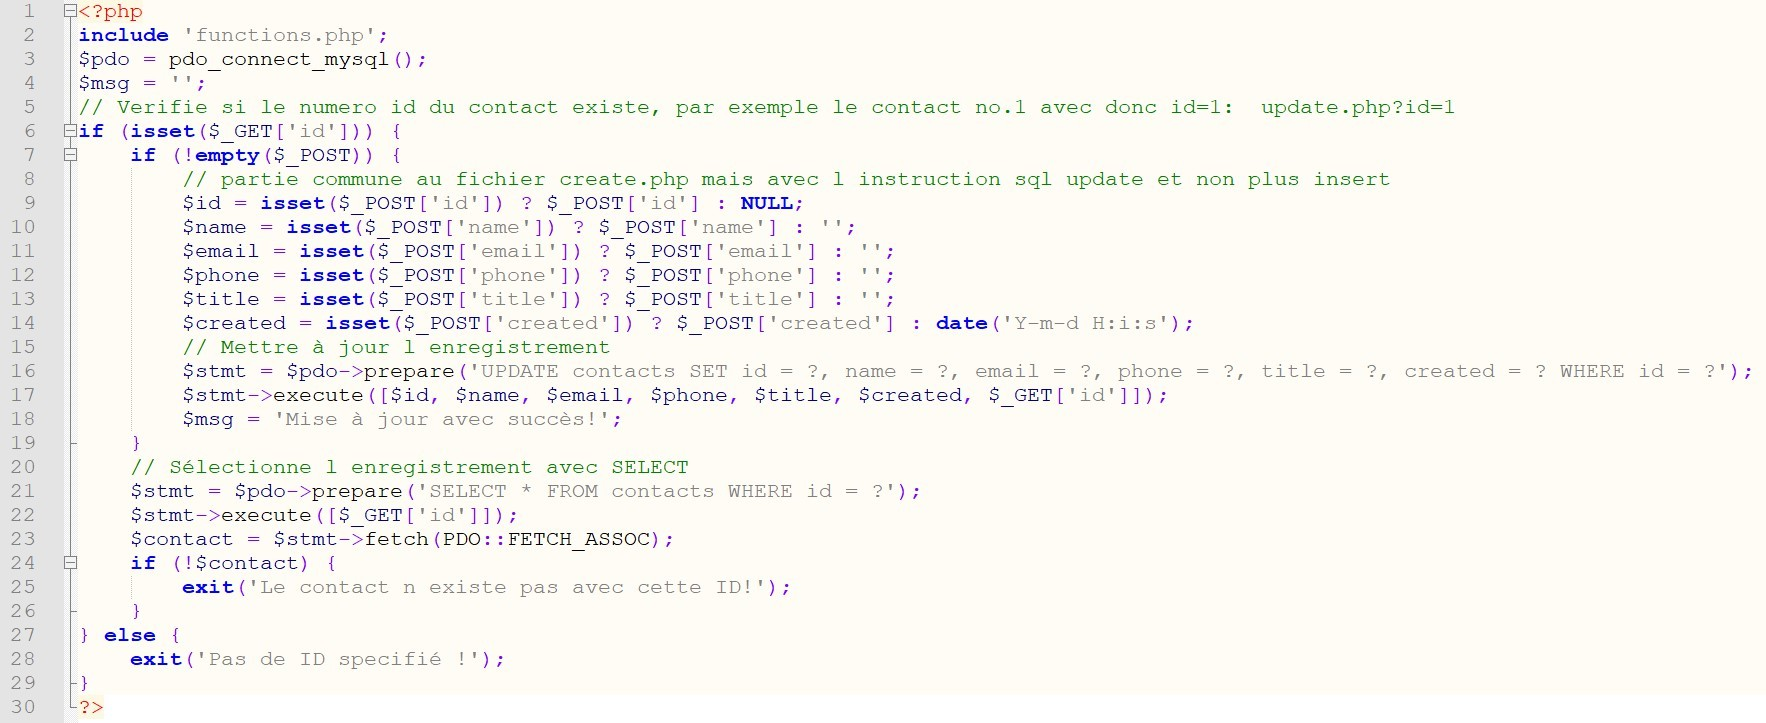 1 <?php
2 include 'functions.php';
3 $pdo = pdo_connect_mysql();
4 $msg = '';
5 // Verifie si le numero id du contact existe, par exemple le contact no.1 avec donc id=1:  update.php?id=1
6 if (isset($_GET['id'])) {
7     if (!empty($_POST)) {
8         // partie commune au fichier create.php mais avec l instruction sql update et non plus insert
9         $id = isset($_POST['id']) ? $_POST['id'] : NULL;
10         $name = isset($_POST['name']) ? $_POST['name'] : '';
11         $email = isset($_POST['email']) ? $_POST['email'] : '';
12         $phone = isset($_POST['phone']) ? $_POST['phone'] : '';
13         $title = isset($_POST['title']) ? $_POST['title'] : '';
14         $created = isset($_POST['created']) ? $_POST['created'] : date('Y-m-d H:i:s');
15         // Mettre à jour l enregistrement
16         $stmt = $pdo->prepare('UPDATE contacts SET id = ?, name = ?, email = ?, phone = ?, title = ?, created = ? WHERE id = ?');
17         $stmt->execute([$id, $name, $email, $phone, $title, $created, $_GET['id']]);
18         $msg = 'Mise à jour avec succès!';
19     }
20     // Sélectionne l enregistrement avec SELECT
21     $stmt = $pdo->prepare('SELECT * FROM contacts WHERE id = ?');
22     $stmt->execute([$_GET['id']]);
23     $contact = $stmt->fetch(PDO::FETCH_ASSOC);
24     if (!$contact) {
25         exit('Le contact n existe pas avec cette ID!');
26     }
27 } else {
28     exit('Pas de ID specifié !');
29 }
30 ?>